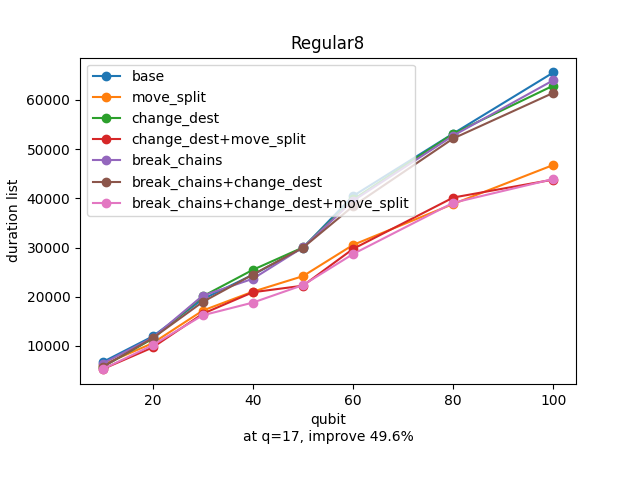 Regular8
base
move_split
change_dest
change_dest+move_split
break_chains
break_chains+change_dest
break_chains+change_dest+move_split
duration list
60000
50000
40000
30000
20000
10000
20 40 60 80 100
qubit
at q=17, improve 49.6%